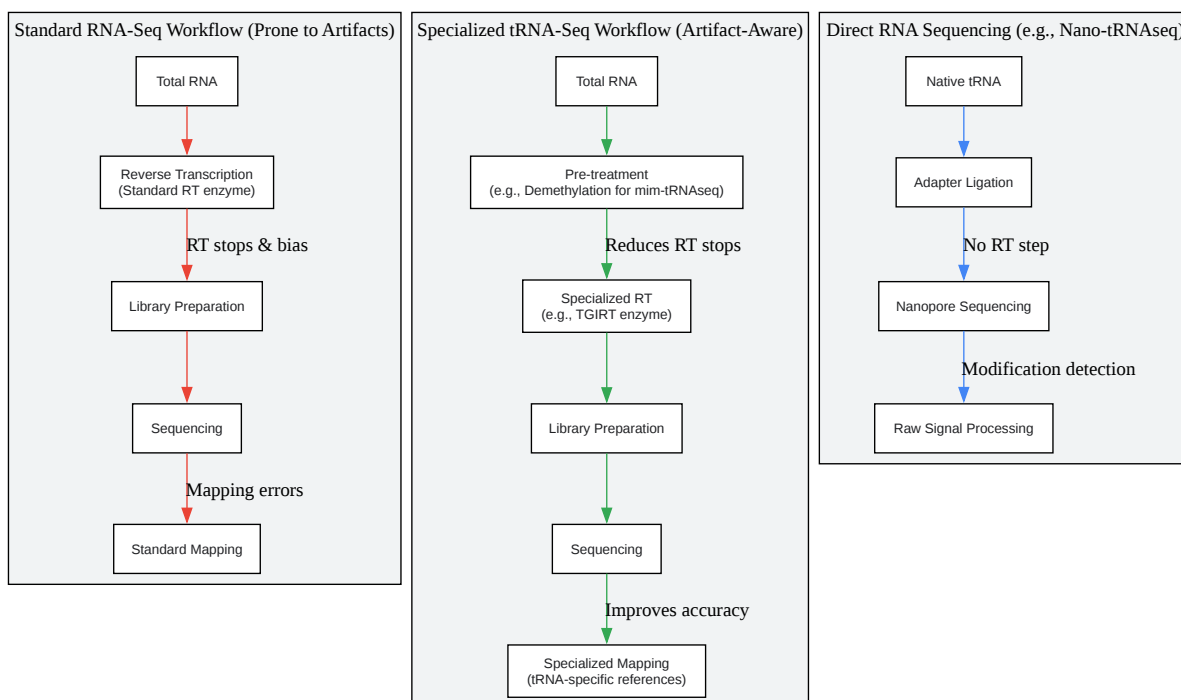 Standard RNA-Seq Workflow (Prone to Artifacts)
Total RNA
Reverse Transcription
(Standard RT enzyme)
RT stops & bias
Library Preparation
Sequencing
Mapping errors
Standard Mapping
Specialized tRNA-Seq Workflow (Artifact-Aware)
Total RNA
Pre-treatment
(e.g., Demethylation for mim-tRNAseq)
Reduces RT stops
Specialized RT
(e.g., TGIRT enzyme)
Library Preparation
Sequencing
Improves accuracy
Specialized Mapping
(tRNA-specific references)
Direct RNA Sequencing (e.g., Nano-tRNAseq)
Native tRNA
Adapter Ligation
No RT step
Nanopore Sequencing
Modification detection
Raw Signal Processing